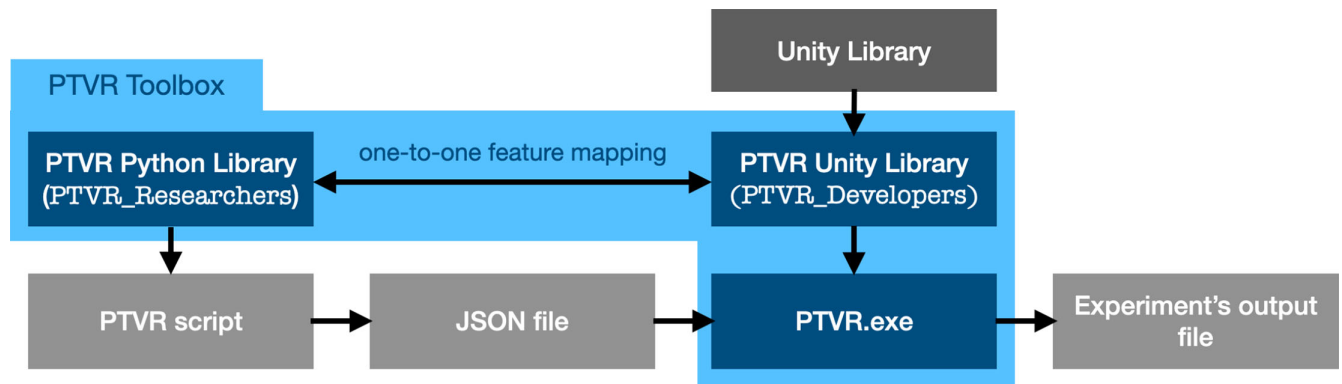 Unity Library
PTVR Toolbox
PTVR Python Library
(PTVR_Researchers)
one-to-one feature mapping
PTVR Unity Library
(PTVR_Developers)
PTVR script
JSON file
PTVR.exe
Experiment's output
file